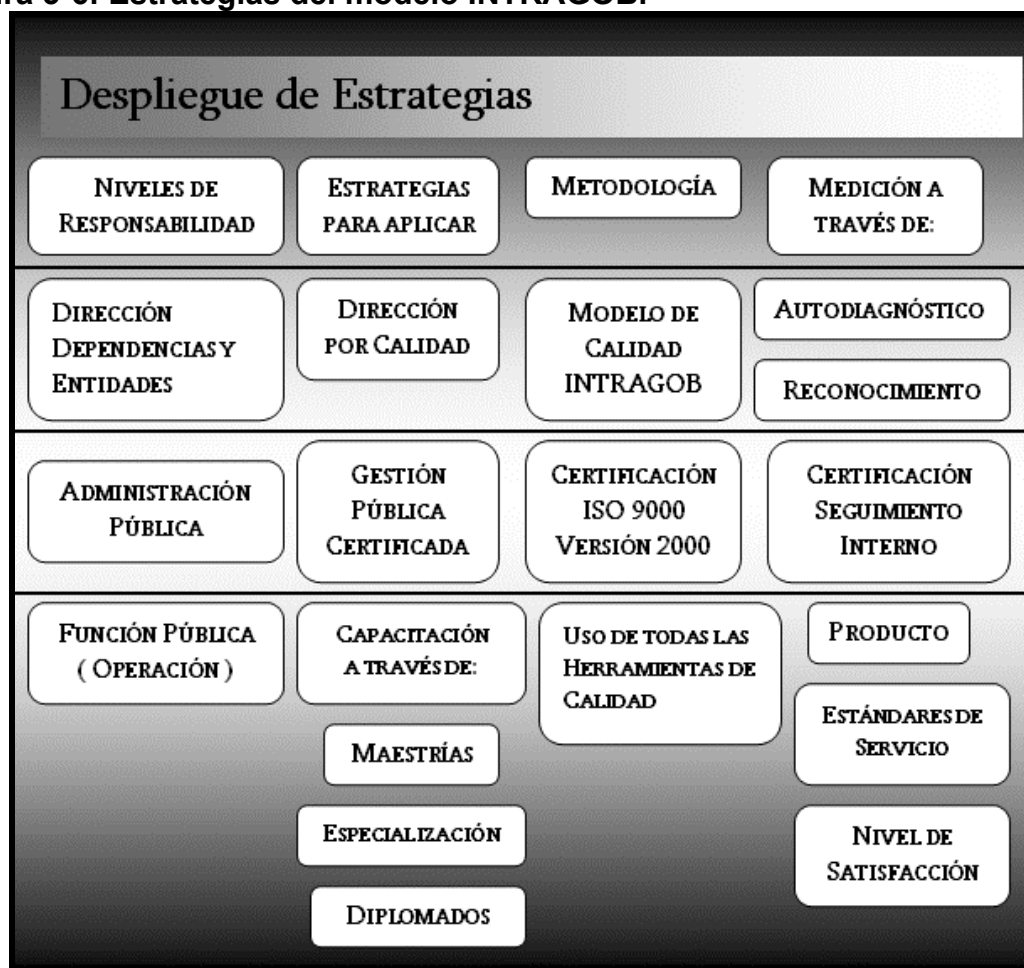 Estrategias del modelo INTRAGOB.
Despliegue de Estrategias
NIVELES DE
RESPONSABILIDAD
ESTRATEGIAS
PARA APLICAR
METODOLOGÍA
MEDICIÓN A
TRAVÉS DE:
DIRECCIÓN
DEPENDENCIAS Y
ENTIDADES
DIRECCIÓN
POR CALIDAD
MODELO DE
CALIDAD
INTRAGOB
AUTODIAGNÓSTICO
RECONOCIMIENTO
ADMINISTRACIÓN
PÚBLICA
GESTIÓN
PÚBLICA
CERTIFICADA
CERTIFICACIÓN
ISO 9000
VERSIÓN 2000
CERTIFICACIÓN
SEGUIMIENTO
INTERNO
FUNCIÓN PÚBLICA
( OPERACIÓN )
CAPACITACIÓN
A TRAVÉS DE:
MAESTRÍAS
ESPECIALIZACIÓN
DIPLOMADOS
USO DE TODAS LAS
HERRAMIENTAS DE
CALIDAD
PRODUCTO
ESTÁNDARES DE
SERVICIO
NIVEL DE
SATISFACCIÓN